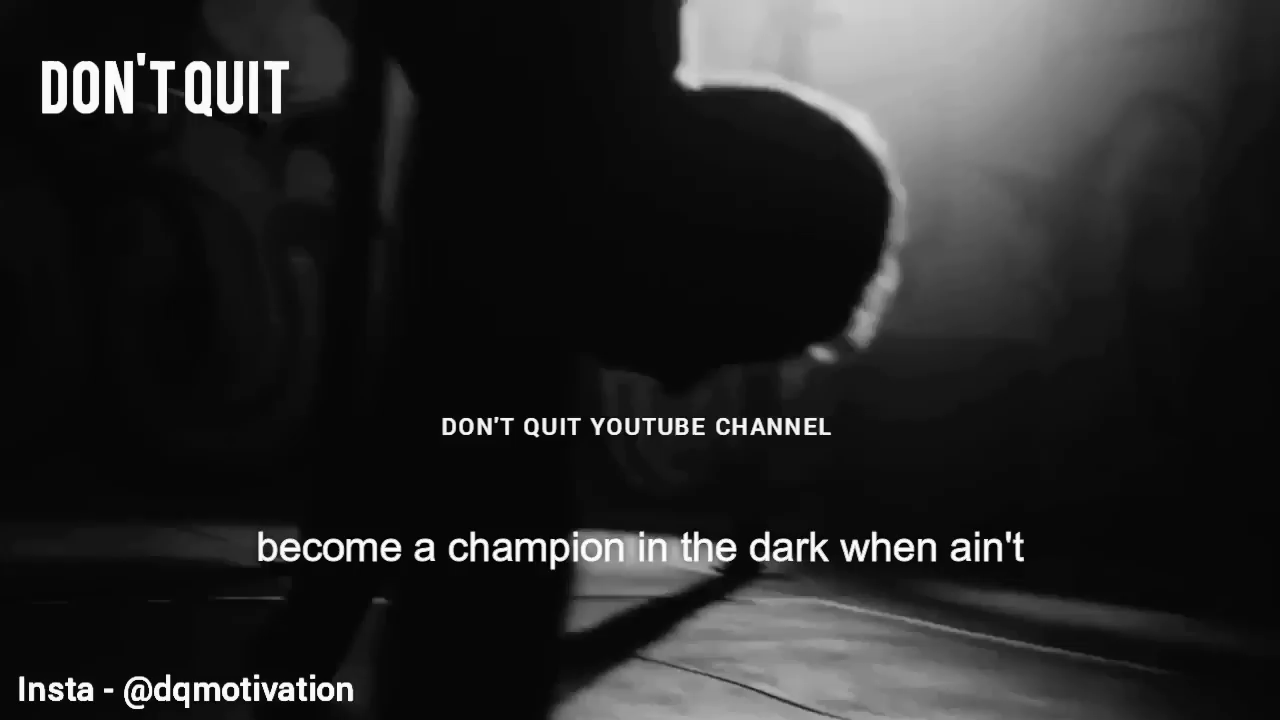 DON'T QUIT
DON'T QUIT YOUTUBE CHANNEL
become a champion in the dark when ain't
Insta - @dqmotivation